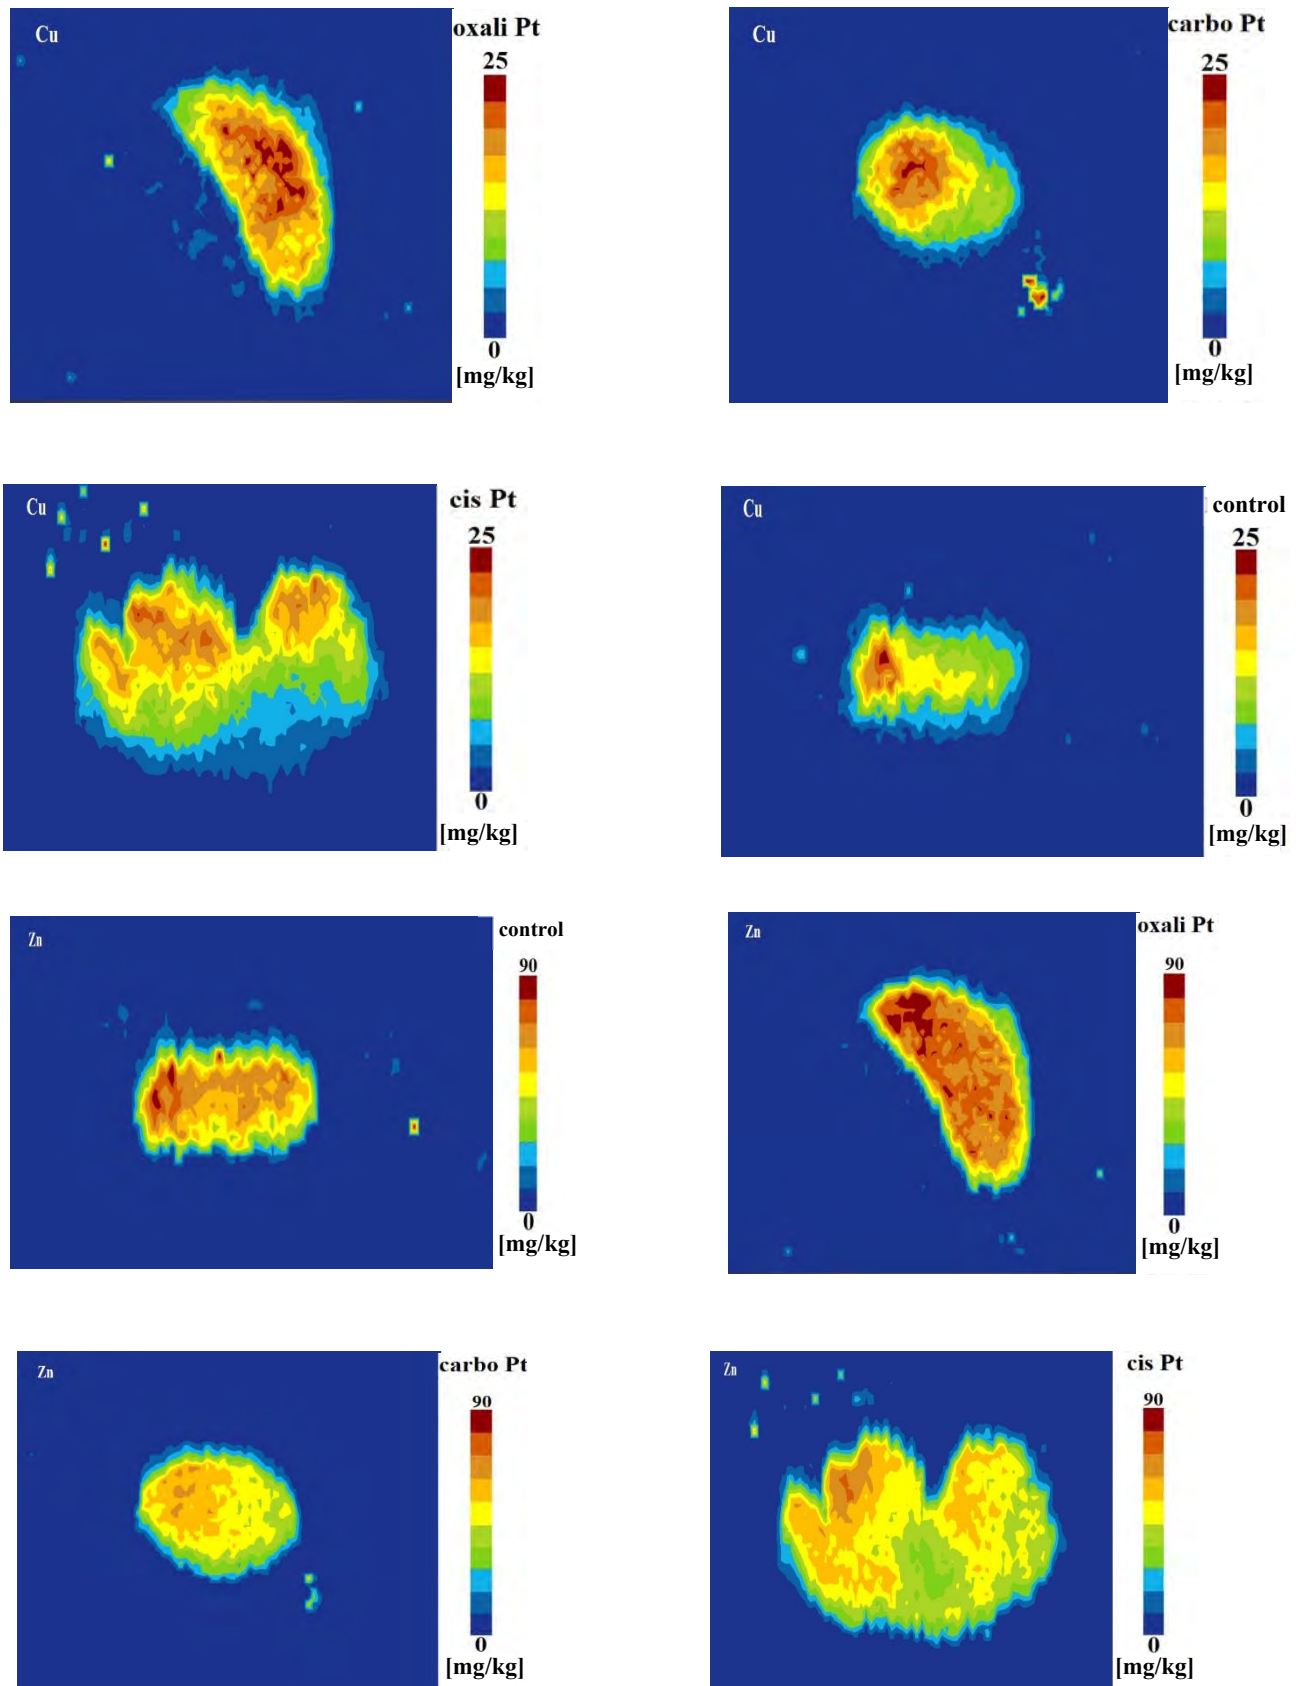 Cu
oxali Pt
25
0
[mg/kg]
Cu
carbo Pt
25
0
[mg/kg]
Cu
cis Pt
25
0
[mg/kg]
Cu
control
25
0
[mg/kg]
Zn
control
90
0
[mg/kg]
Zn
oxali Pt
90
0
[mg/kg]
Zn
carbo Pt
90
0
[mg/kg]
Zn
cis Pt
90
0
[mg/kg]